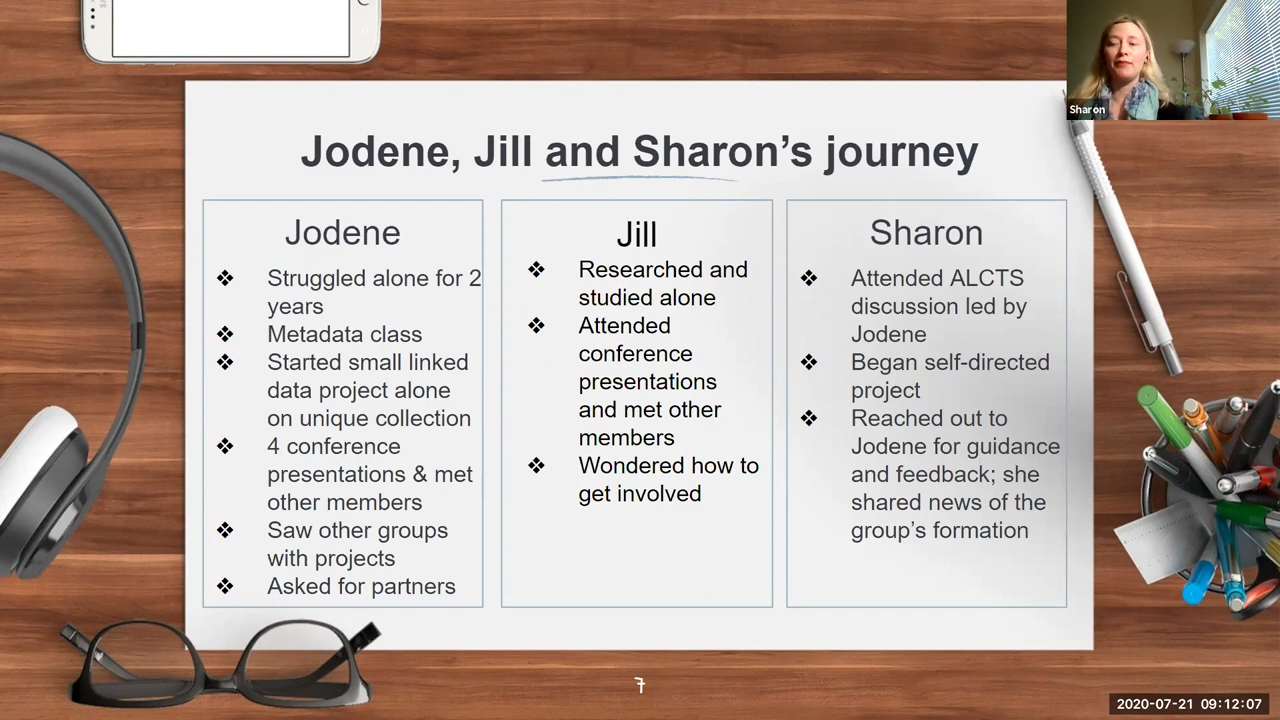 Sharon
Jodene, Jill and Sharon’s journey
Jodene
❖ Struggled alone for 2
years
❖ Metadata class
❖ Started small linked
data project alone
on unique collection
❖ 4 conference
presentations & met
other members
❖ Saw other groups
with projects
❖ Asked for partners
Jill
❖ Researched and
studied alone
❖ Attended
conference
presentations
and met other
members
❖ Wondered how to
get involved
Sharon
❖ Attended ALCTS
discussion led by
Jodene
❖ Began self-directed
project
❖ Reached out to
Jodene for guidance
and feedback; she
shared news of the
group’s formation
7
2020-07-21 09:12:07